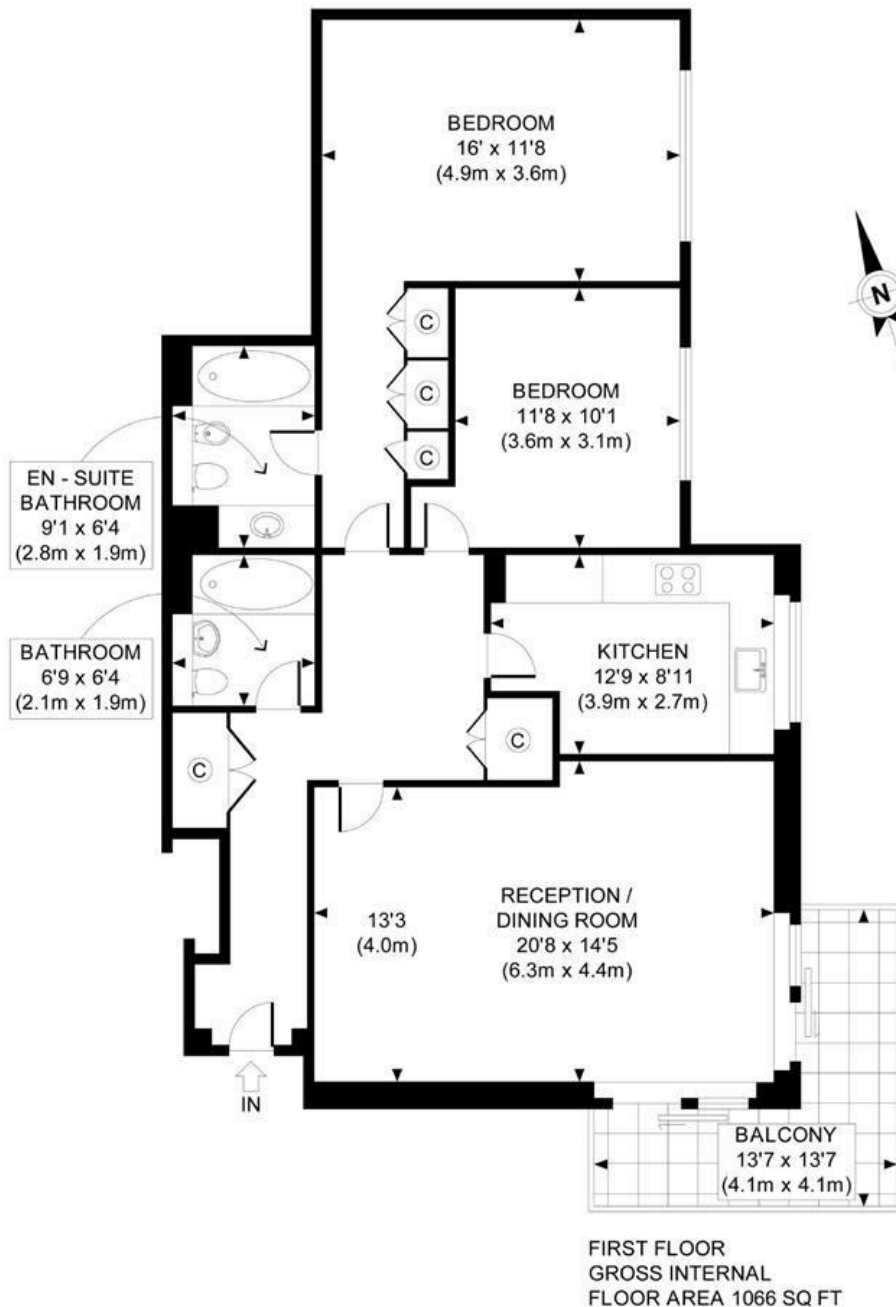 BEDROOM
16' x 11'8
(4.9m x 3.6m)
N
C
C
C
BEDROOM
11'8 x 10'1
(3.6m x 3.1m)
EN - SUITE
BATHROOM
9'1 x 6'4
(2.8m x 1.9m)
BATHROOM
6'9 x 6'4
(2.1m x 1.9m)
KITCHEN
12'9 x 8'11
(3.9m x 2.7m)
C
C
13'3
(4.0m)
RECEPTION /
DINING ROOM
20'8 x 14'5
(6.3m x 4.4m)
IN
BALCONY
13'7 x 13'7
(4.1m x 4.1m)
FIRST FLOOR
GROSS INTERNAL
FLOOR AREA 1066 SQ FT